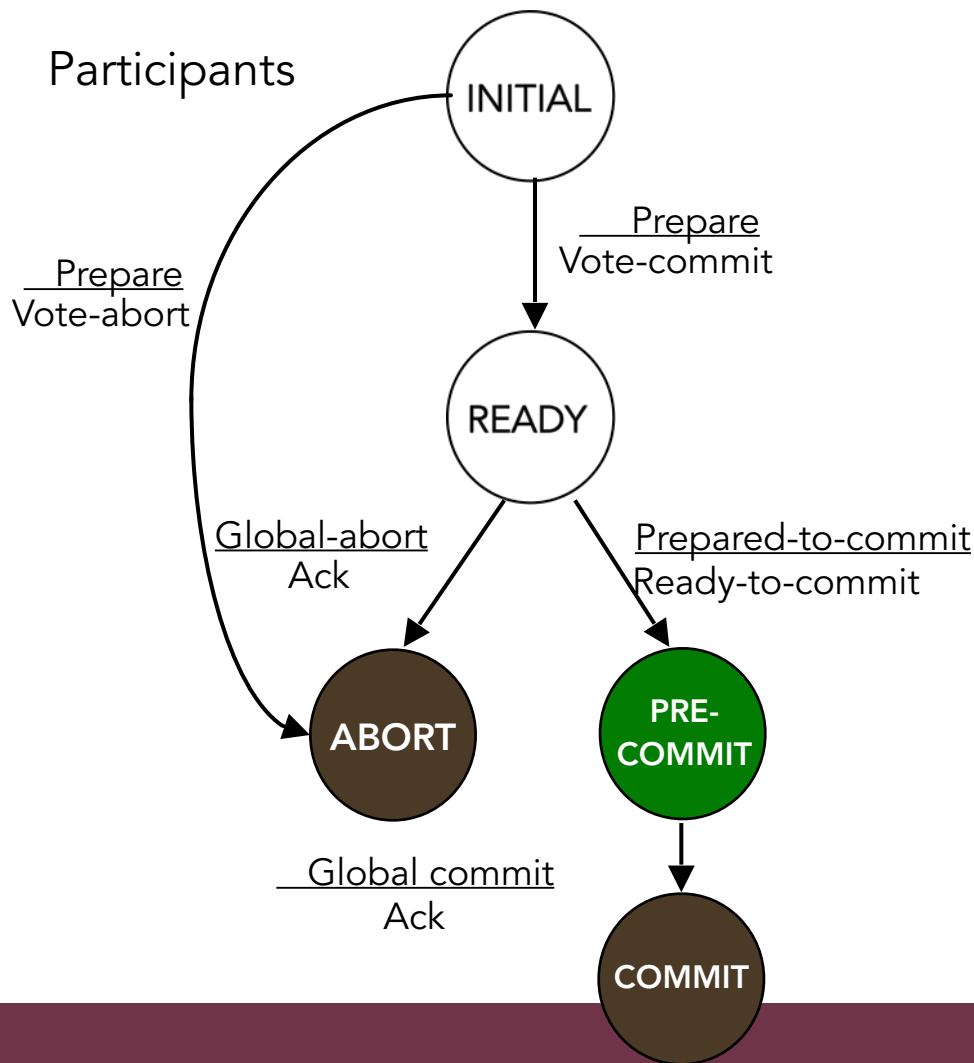 Participants
INITIAL
Prepare
Vote-commit
Prepare
Vote-abort
READY
Global-abort
Ack
Prepared-to-commit
Ready-to-commit
ABORT
PRE-
COMMIT
Global commit
Ack
COMMIT